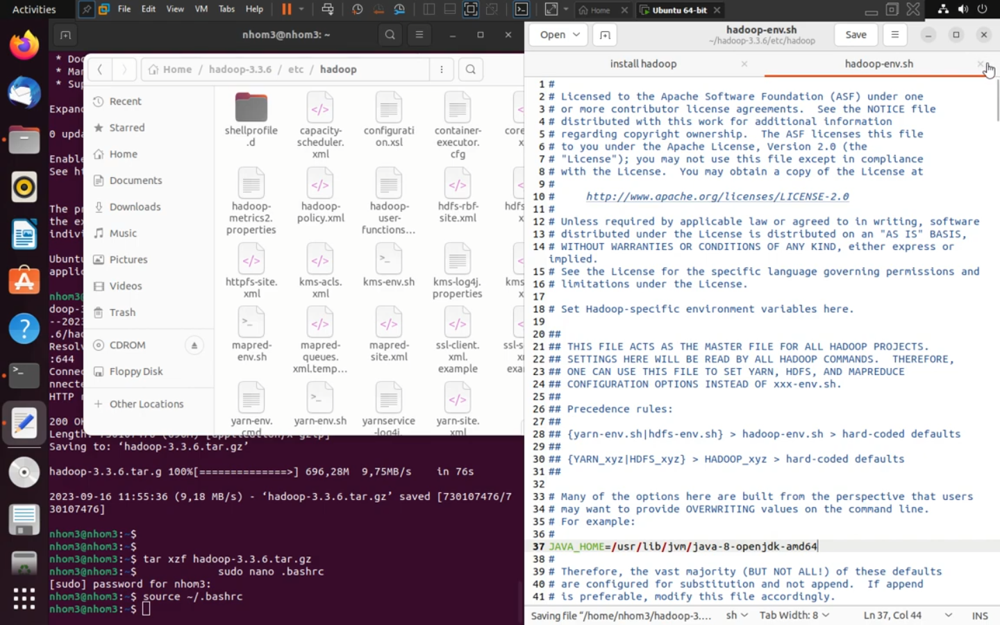 Activities
File Edit View VM Tabs Help
Home
Ubuntu 64-bit
nhom3@nhom3: ~
* Doc
* Mar
* Sup
Expand
0 upda
Enable
See ht
The pr
the ex
indivi
Ubuntu
applic
nhom3@
doop-3
--2023
.6/had
Resolv
:644
Connec
nnecte
HTTP r
200 OK
Length: 730107476 (696M) [application/x-gzip]
Saving to: ‘hadoop-3.3.6.tar.gz’
hadoop-3.3.6.tar.g 100%[==============>] 696,28M 9,75MB/s in 76s
2023-09-16 11:55:36 (9,18 MB/s) - ‘hadoop-3.3.6.tar.gz’ saved [730107476/7
30107476]
nhom3@nhom3:~$
nhom3@nhom3:~$
nhom3@nhom3:~$ tar xzf hadoop-3.3.6.tar.gz
nhom3@nhom3:~$ sudo nano .bashrc
[sudo] password for nhom3:
nhom3@nhom3:~$ source ~/.bashrc
nhom3@nhom3:~$
Home / hadoop-3.3.6 / etc / hadoop
Recent
Starred
Home
Documents
Downloads
Music
Pictures
Videos
Trash
CDROM
Floppy Disk
+ Other Locations
shellprofile
.d
capacity-
scheduler.
xml
configurati
on.xsl
container-
executor.
cfg
core
x
hadoop-
metrics2.
properties
hadoop-
policy.xml
hadoop-
user-
functions...
hdfs-rbf-
site.xml
hdfs
x
httpfs-site.
xml
kms-acls.
xml
kms-env.sh
kms-log4j.
properties
kms
x
mapred-
env.sh
mapred-
queues.
xml.temp...
mapred-
site.xml
ssl-client.
xml.
example
ssl-s
x
exa
yarn-env.
cmd
yarn-env.sh
yarnservice
-log4j.
yarn-site.
xml
Open
hadoop-env.sh
~/hadoop-3.3.6/etc/hadoop
Save
install hadoop
hadoop-env.sh
1 #
2 # Licensed to the Apache Software Foundation (ASF) under one
3 # or more contributor license agreements.  See the NOTICE file
4 # distributed with this work for additional information
5 # regarding copyright ownership.  The ASF licenses this file
6 # to you under the Apache License, Version 2.0 (the
7 # "License"); you may not use this file except in compliance
8 # with the License.  You may obtain a copy of the License at
9 #
10 #     http://www.apache.org/licenses/LICENSE-2.0
11 #
12 # Unless required by applicable law or agreed to in writing, software
13 # distributed under the License is distributed on an "AS IS" BASIS,
14 # WITHOUT WARRANTIES OR CONDITIONS OF ANY KIND, either express or
implied.
15 # See the License for the specific language governing permissions and
16 # limitations under the License.
17
18 # Set Hadoop-specific environment variables here.
19
20 ##
21 ## THIS FILE ACTS AS THE MASTER FILE FOR ALL HADOOP PROJECTS.
22 ## SETTINGS HERE WILL BE READ BY ALL HADOOP COMMANDS.  THEREFORE,
23 ## ONE CAN USE THIS FILE TO SET YARN, HDFS, AND MAPREDUCE
24 ## CONFIGURATION OPTIONS INSTEAD OF xxx-env.sh.
25 ##
26 ## Precedence rules:
27 ##
28 ## {yarn-env.sh|hdfs-env.sh} > hadoop-env.sh > hard-coded defaults
29 ##
30 ## {YARN_xyz|HDFS_xyz} > HADOOP_xyz > hard-coded defaults
31 ##
32
33 # Many of the options here are built from the perspective that users
34 # may want to provide OVERWRITING values on the command line.
35 # For example:
36 #
37 JAVA_HOME=/usr/lib/jvm/java-8-openjdk-amd64
38 #
39 # Therefore, the vast majority (BUT NOT ALL!) of these defaults
40 # are configured for substitution and not append.  If append
41 # is preferable, modify this file accordingly.
Saving file “/home/nhom3/hadoop-3.... sh Tab Width: 8 Ln 37, Col 44 INS